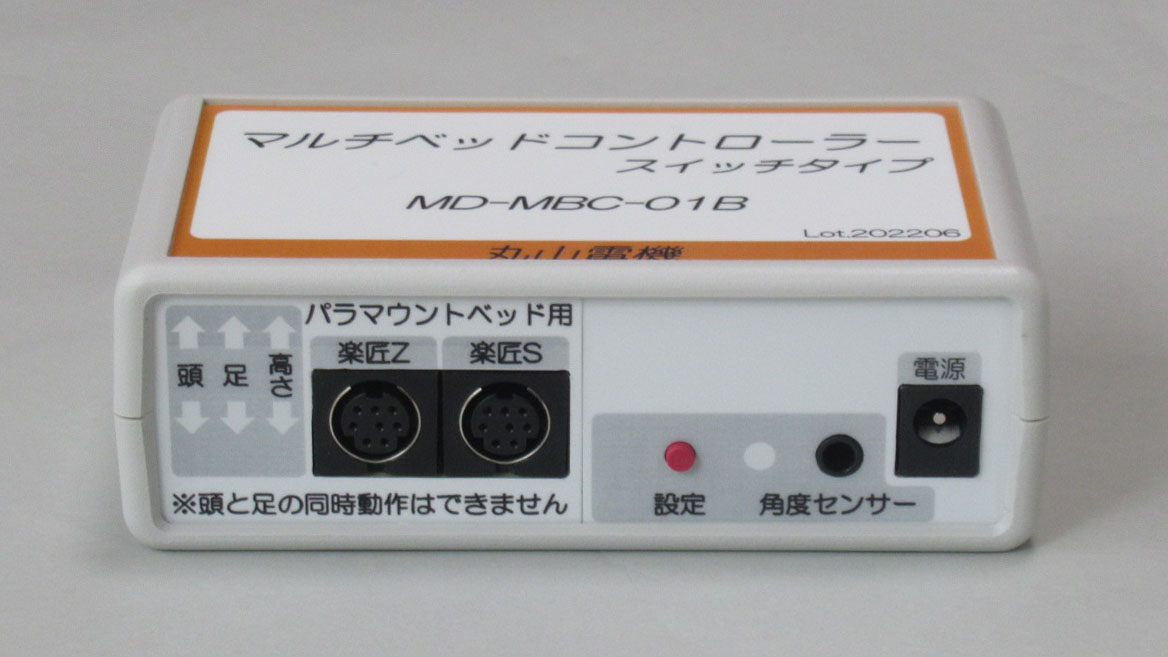 マルチベッドコントローラー
スイッチタイプ
MD-MBC-01B
Lot.202206
丸山電機
パラマウントベッド用
頭 足 高さ
楽匠Z 楽匠S
電源
設定 角度センサー
※頭と足の同時動作はできません